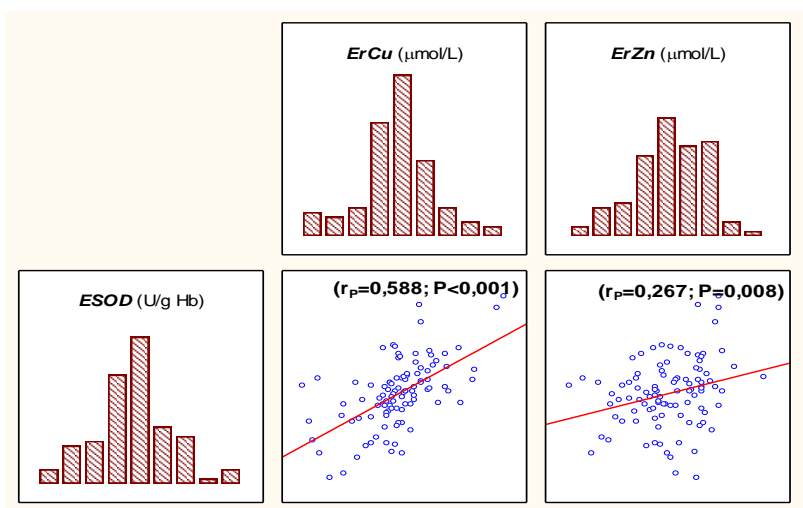 ErCu (μmol/L)
ErZn (μmol/L)
ESOD (U/g Hb)
(rP=0,588; P<0,001)
(rP=0,267; P=0,008)